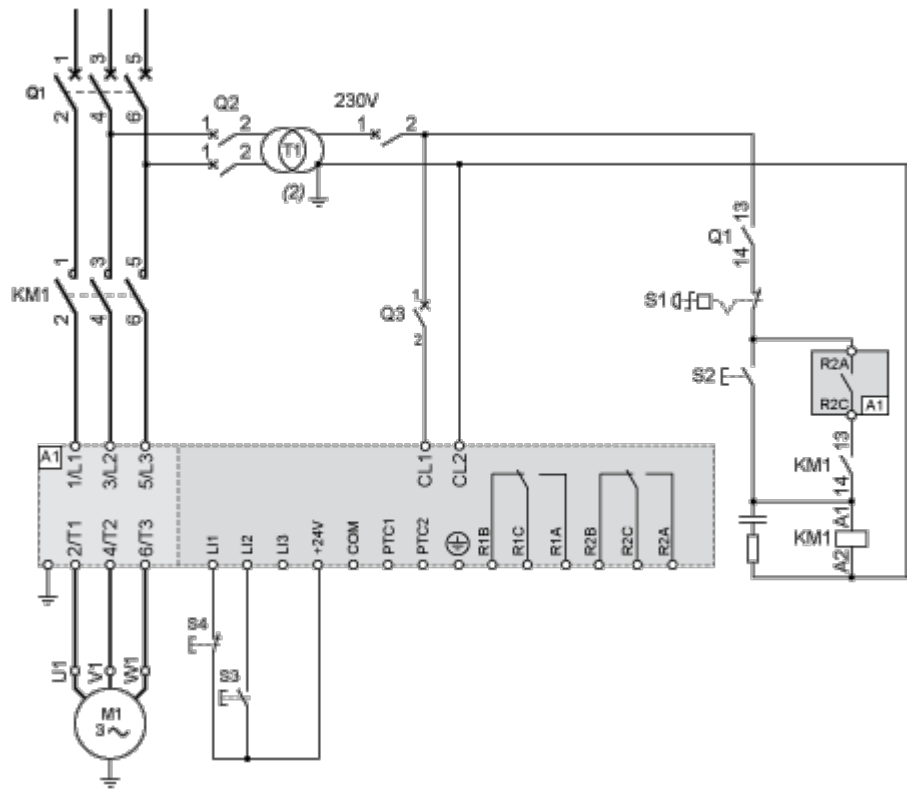 1 3 5
Q1
2 4 6
Q2
1 2
1 2
T1
(2)
230V
1 2
13
Q1
14
1 3 5
KM1
2 4 6
1
Q3
2
S1
S2
R2A
R2C
A1
13
KM1
14
A1
KM1
A2
A1
1/L1 3/L2 5/L3
CL1 CL2
2/T1 4/T2 6/T3
LI1 LI2 LI3 +24V COM PTC1 PTC2 R1B R1C R1A R2B R2C R2A
S4
S3
U1 V1 W1
M1
3